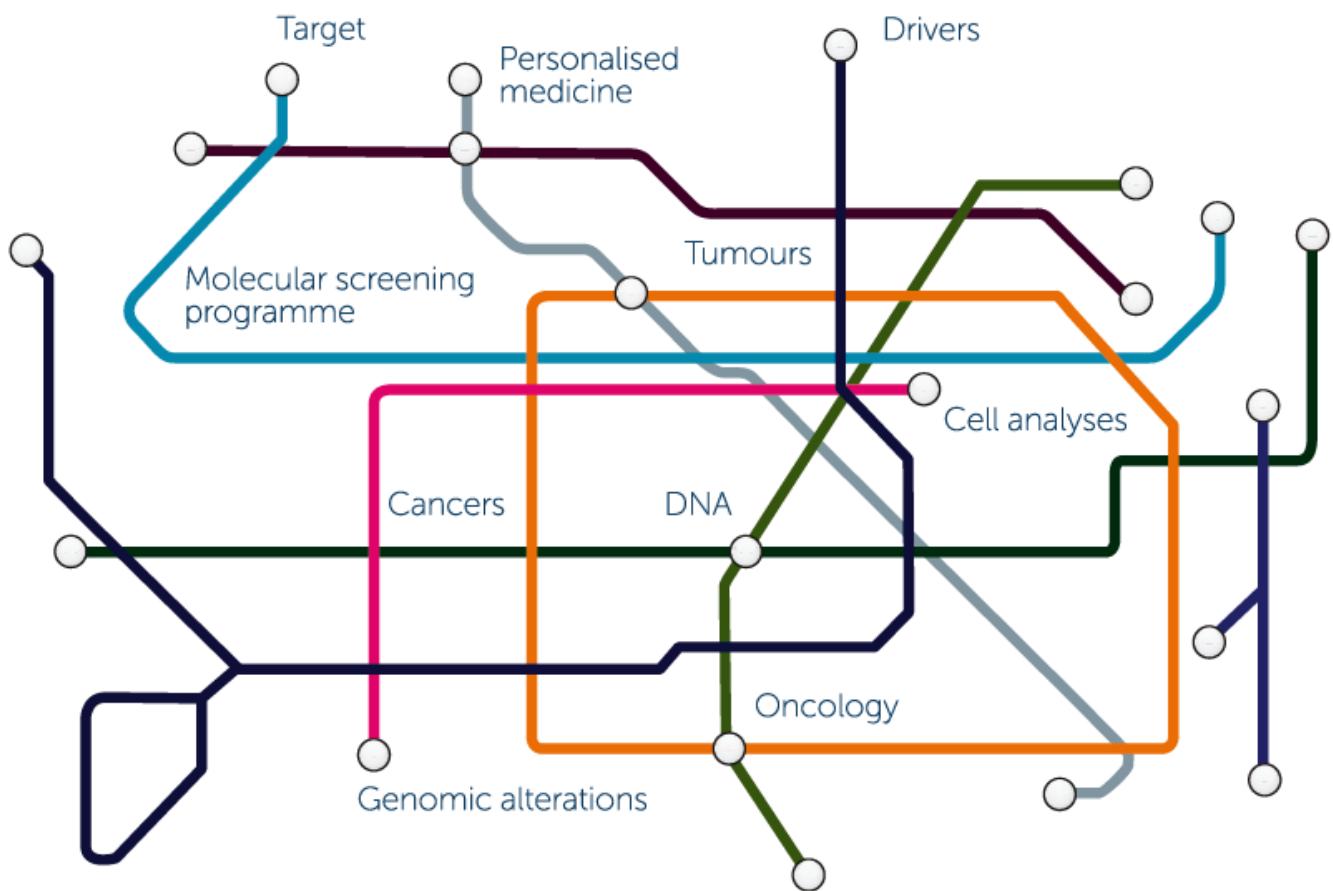 Target
Drivers
Personalised
medicine
Tumours
Molecular screening
programme
Cell analyses
Cancers
DNA
Oncology
Genomic alterations